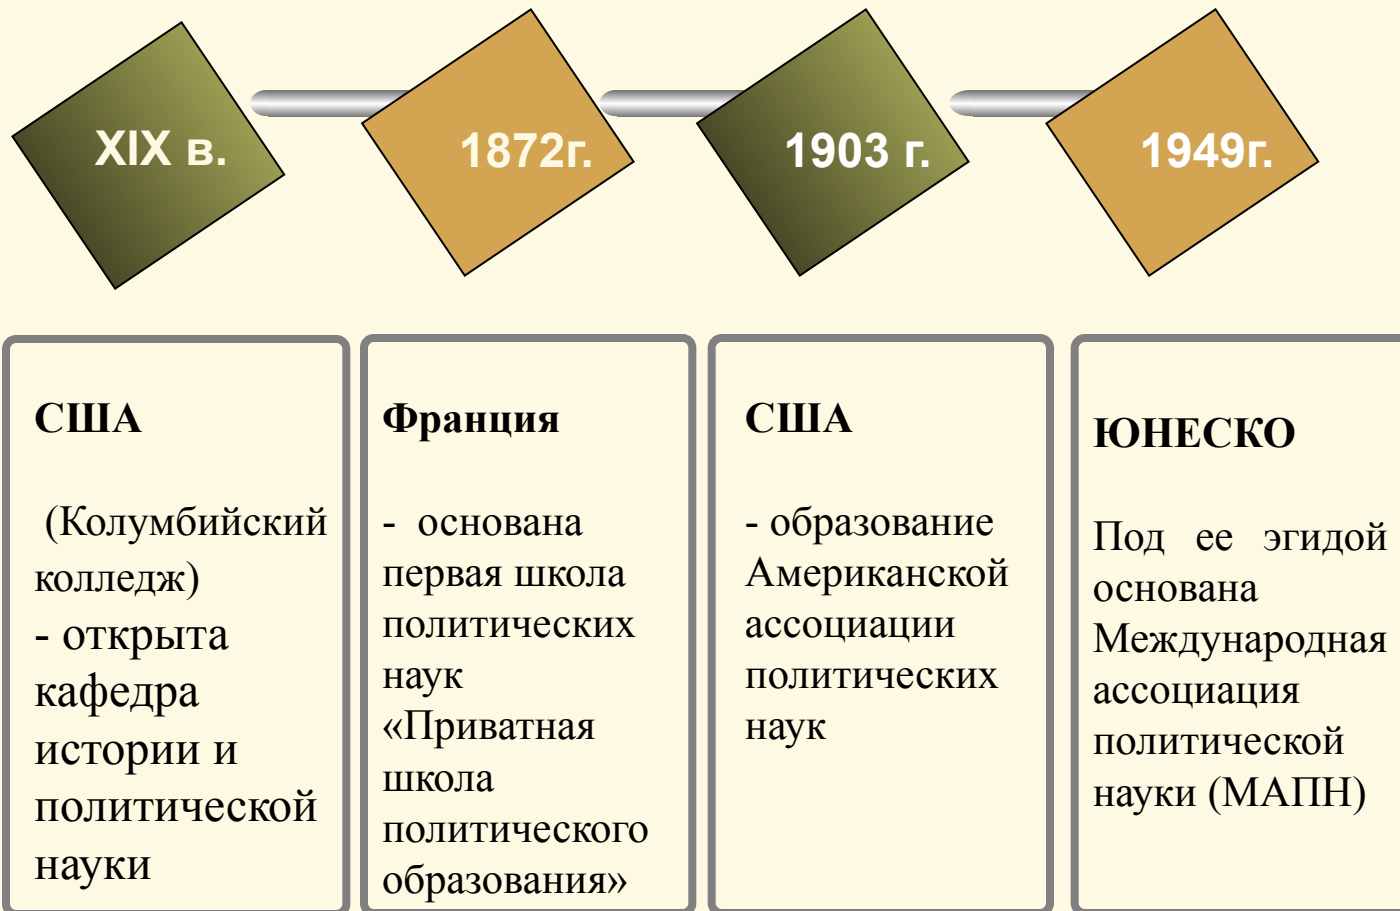 XIX в.
1872г.
1903 г.
1949г.
США
(Колумбийский
колледж)
- открыта
кафедра
истории и
политической
науки
Франция
- основана
первая школа
политических
наук
«Приватная
школа
политического
образования»
США
- образование
Американской
ассоциации
политических
наук
ЮНЕСКО
Под ее эгидой
основана
Международная
ассоциация
политической
науки (МАПН)